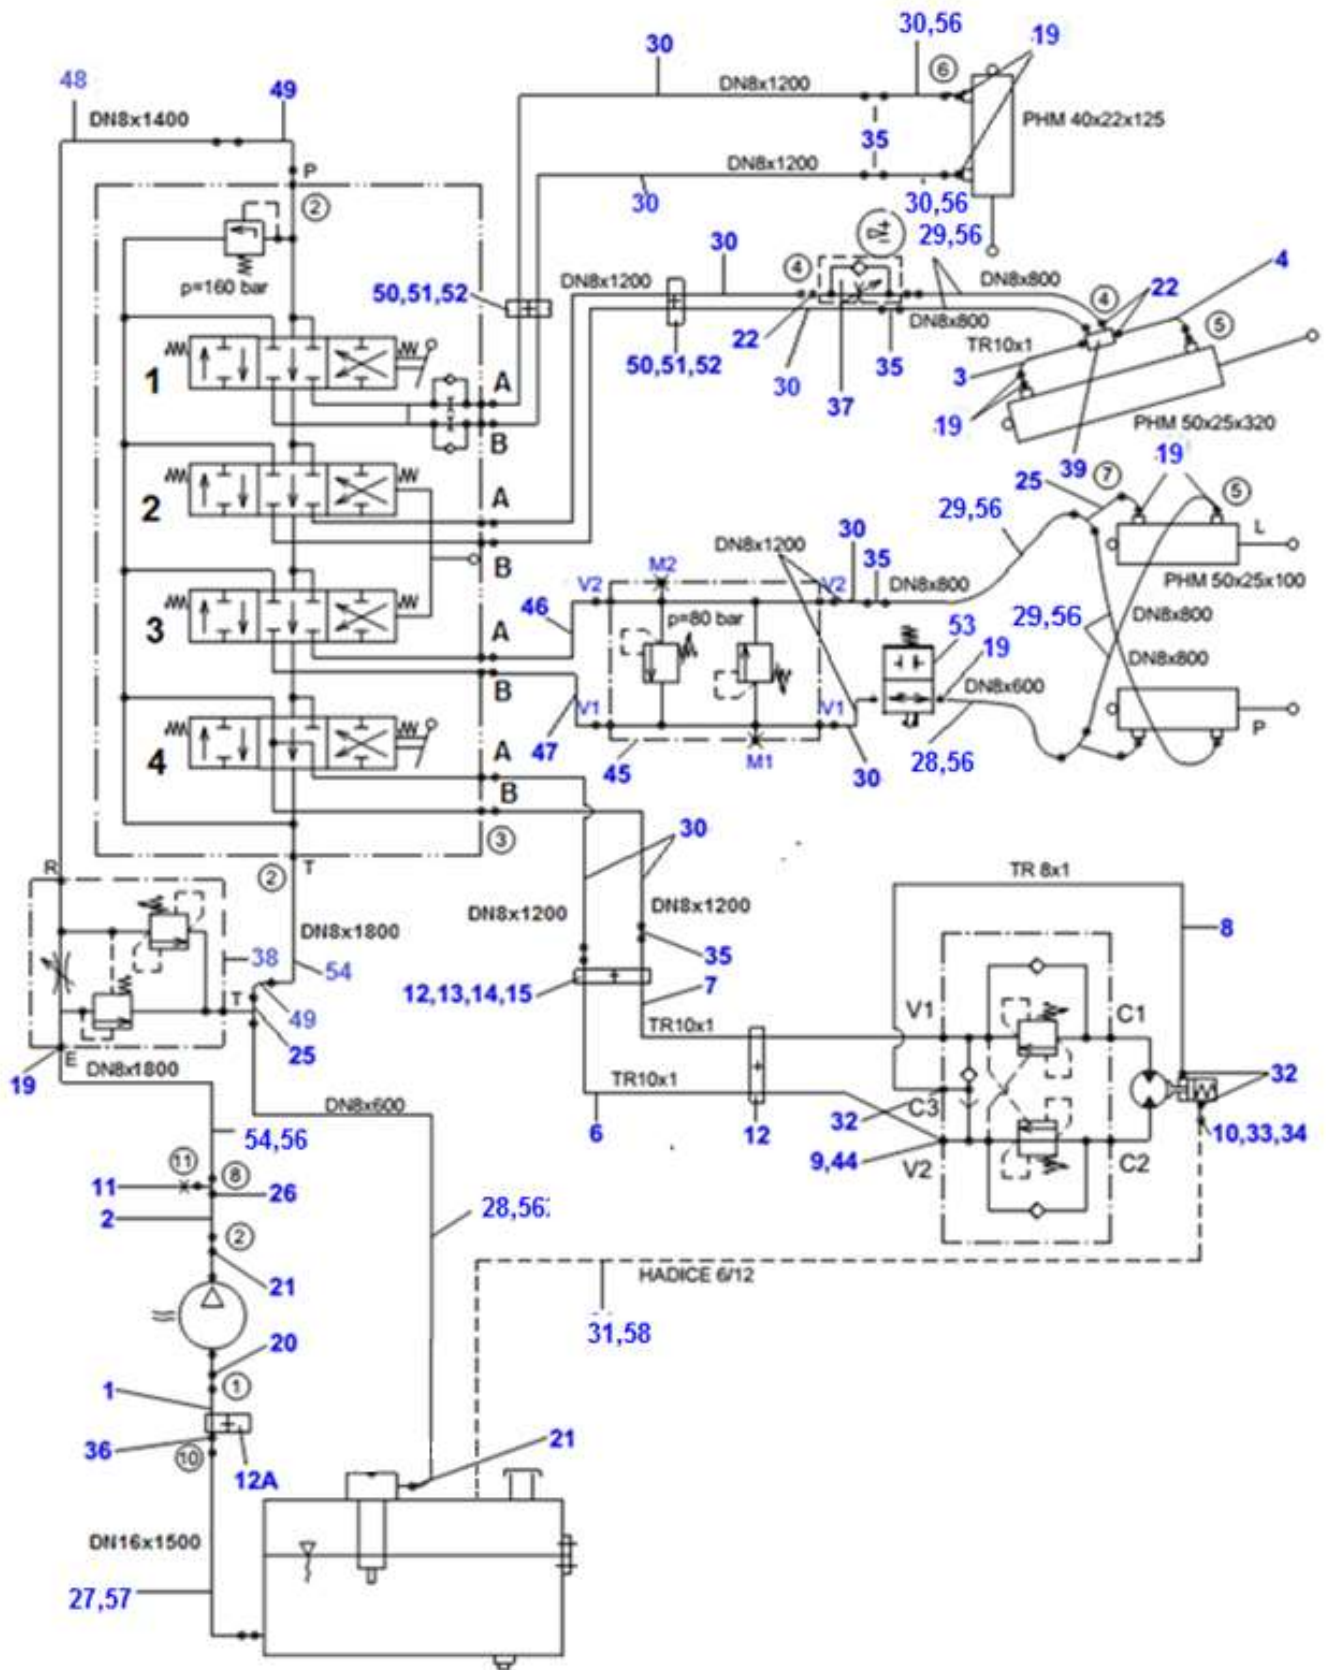 30,56
30
19
48
49
6
DN8x1200
DN8x1400
PHM 40x22x125
35
P
DN8x1200
2
30
30,56
29,56
30
4
p=160 bar
50,51,52
DN8x1200
4
DN8x800
4
22
5
DN8x800
22
TR10x1
50,51,52
30
35
3
1
A
37
PHM 50x25x320
19
B
39
19
7
25
5
2
A
29,56
L
30
DN8x1200
35
B
M2
V2
V2
DN8x800
PHM 50x25x100
46
p=80 bar
53
29,56
DN8x800
3
A
19
DN8x800
B
DN8x600
V1
V1
P
4
47
A
45
M1
28,56
30
B
3
30
R
2
T
TR 8x1
DN8x1200
DN8x1200
DN8x1800
8
38
54
35
12,13,14,15
7
T
49
V1
C1
TR10x1
25
E
DN8x1800
19
TR10x1
32
DN8x600
C3
32
54,56
6
12
10,33,34
9,44
V2
C2
11
8
11
26
2
28,56
2
HADICE 6/12
21
31,58
20
1
1
36
21
10
12A
DN16x1500
27,57